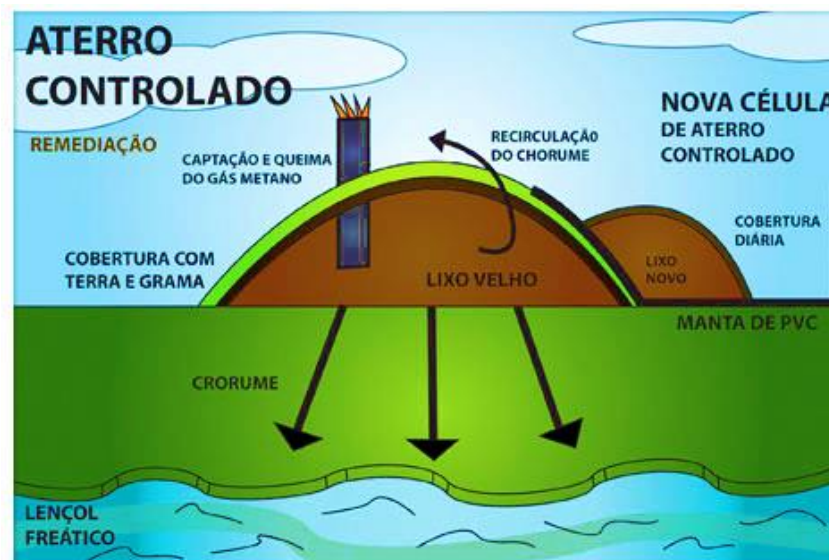 ATERRO
CONTROLADO
REMEDIAÇÃO
CAPTAÇÃO E QUEIMA
DO GÁS METANO
RECIRCULAÇÃO
DO CHORUME
NOVA CÉLULA
DE ATERRO
CONTROLADO
COBERTURA COM
TERRA E GRAMA
LIXO VELHO
LIXO
NOVO
COBERTURA
DIÁRIA
MANTA DE PVC
CRORUME
LENÇOL
FREÁTICO